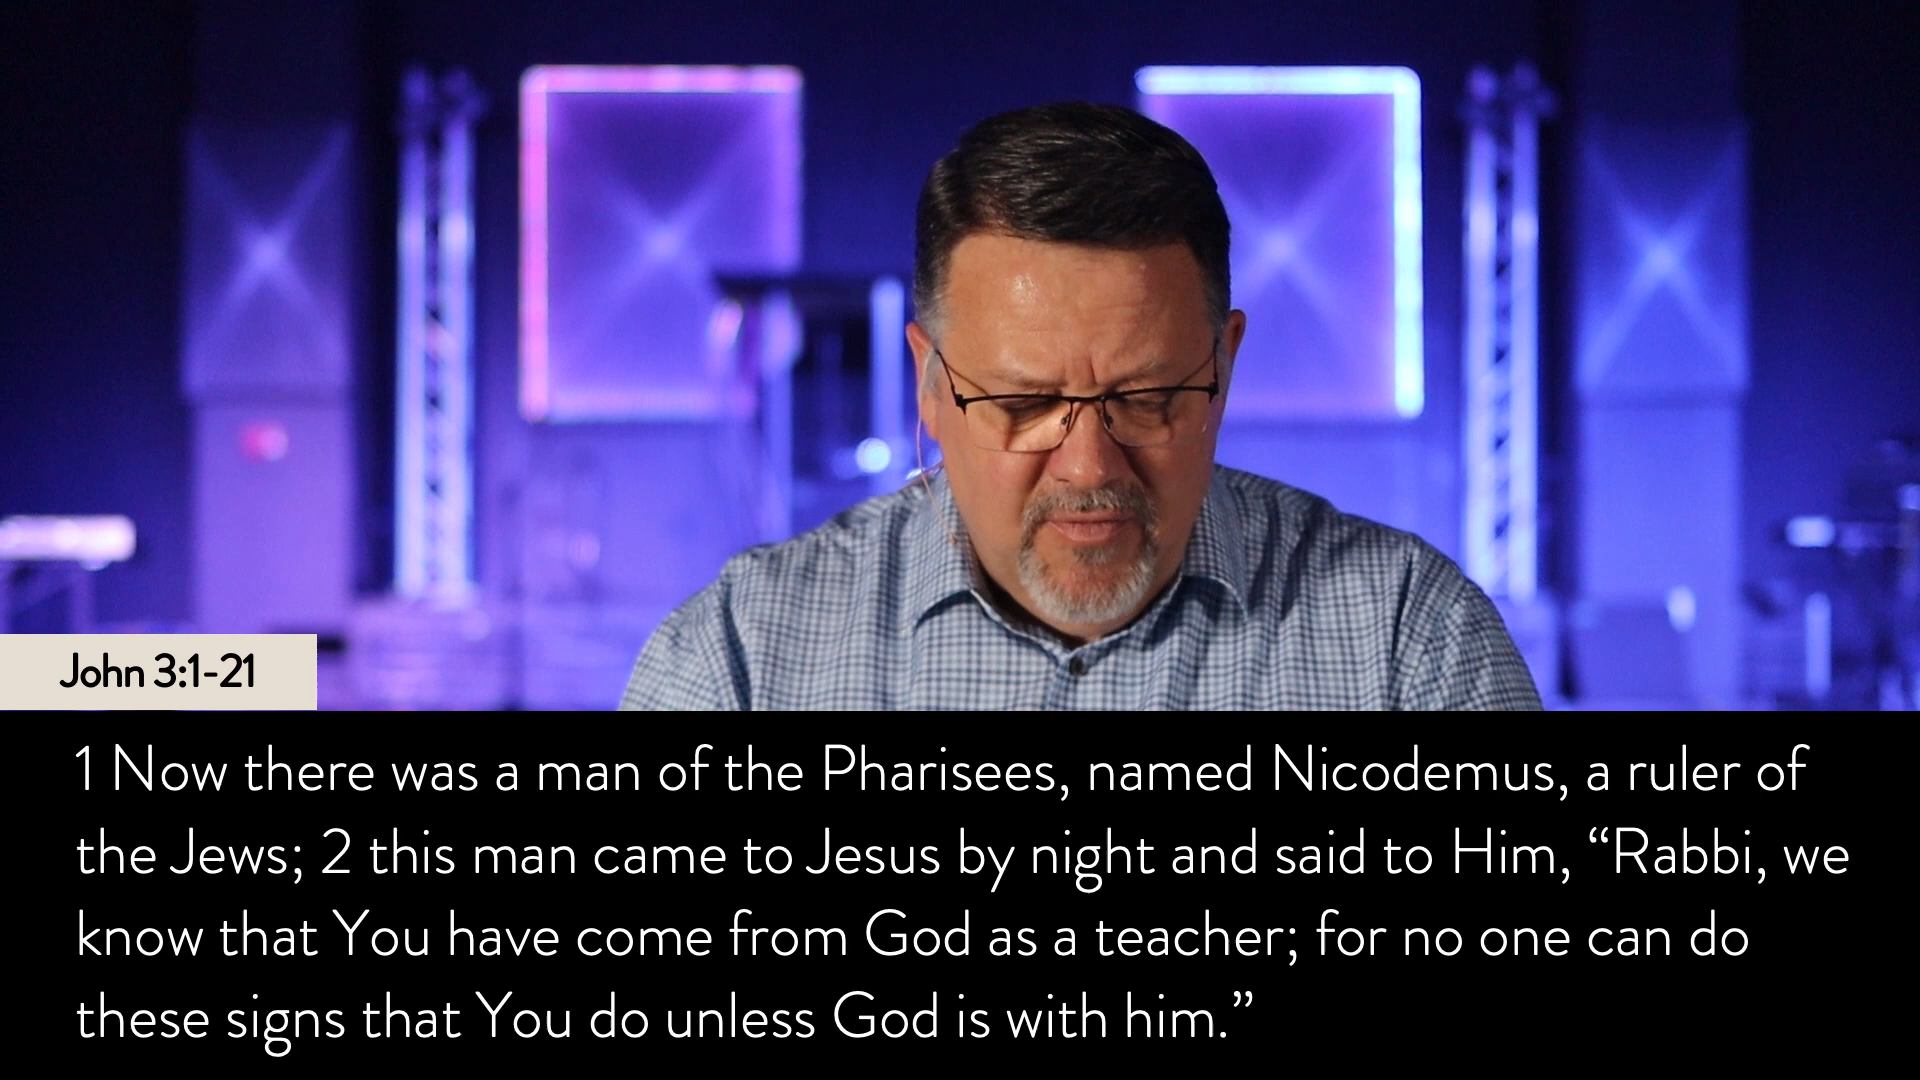 John 3:1-21
1 Now there was a man of the Pharisees, named Nicodemus, a ruler of
the Jews; 2 this man came to Jesus by night and said to Him, “Rabbi, we
know that You have come from God as a teacher; for no one can do
these signs that You do unless God is with him.”